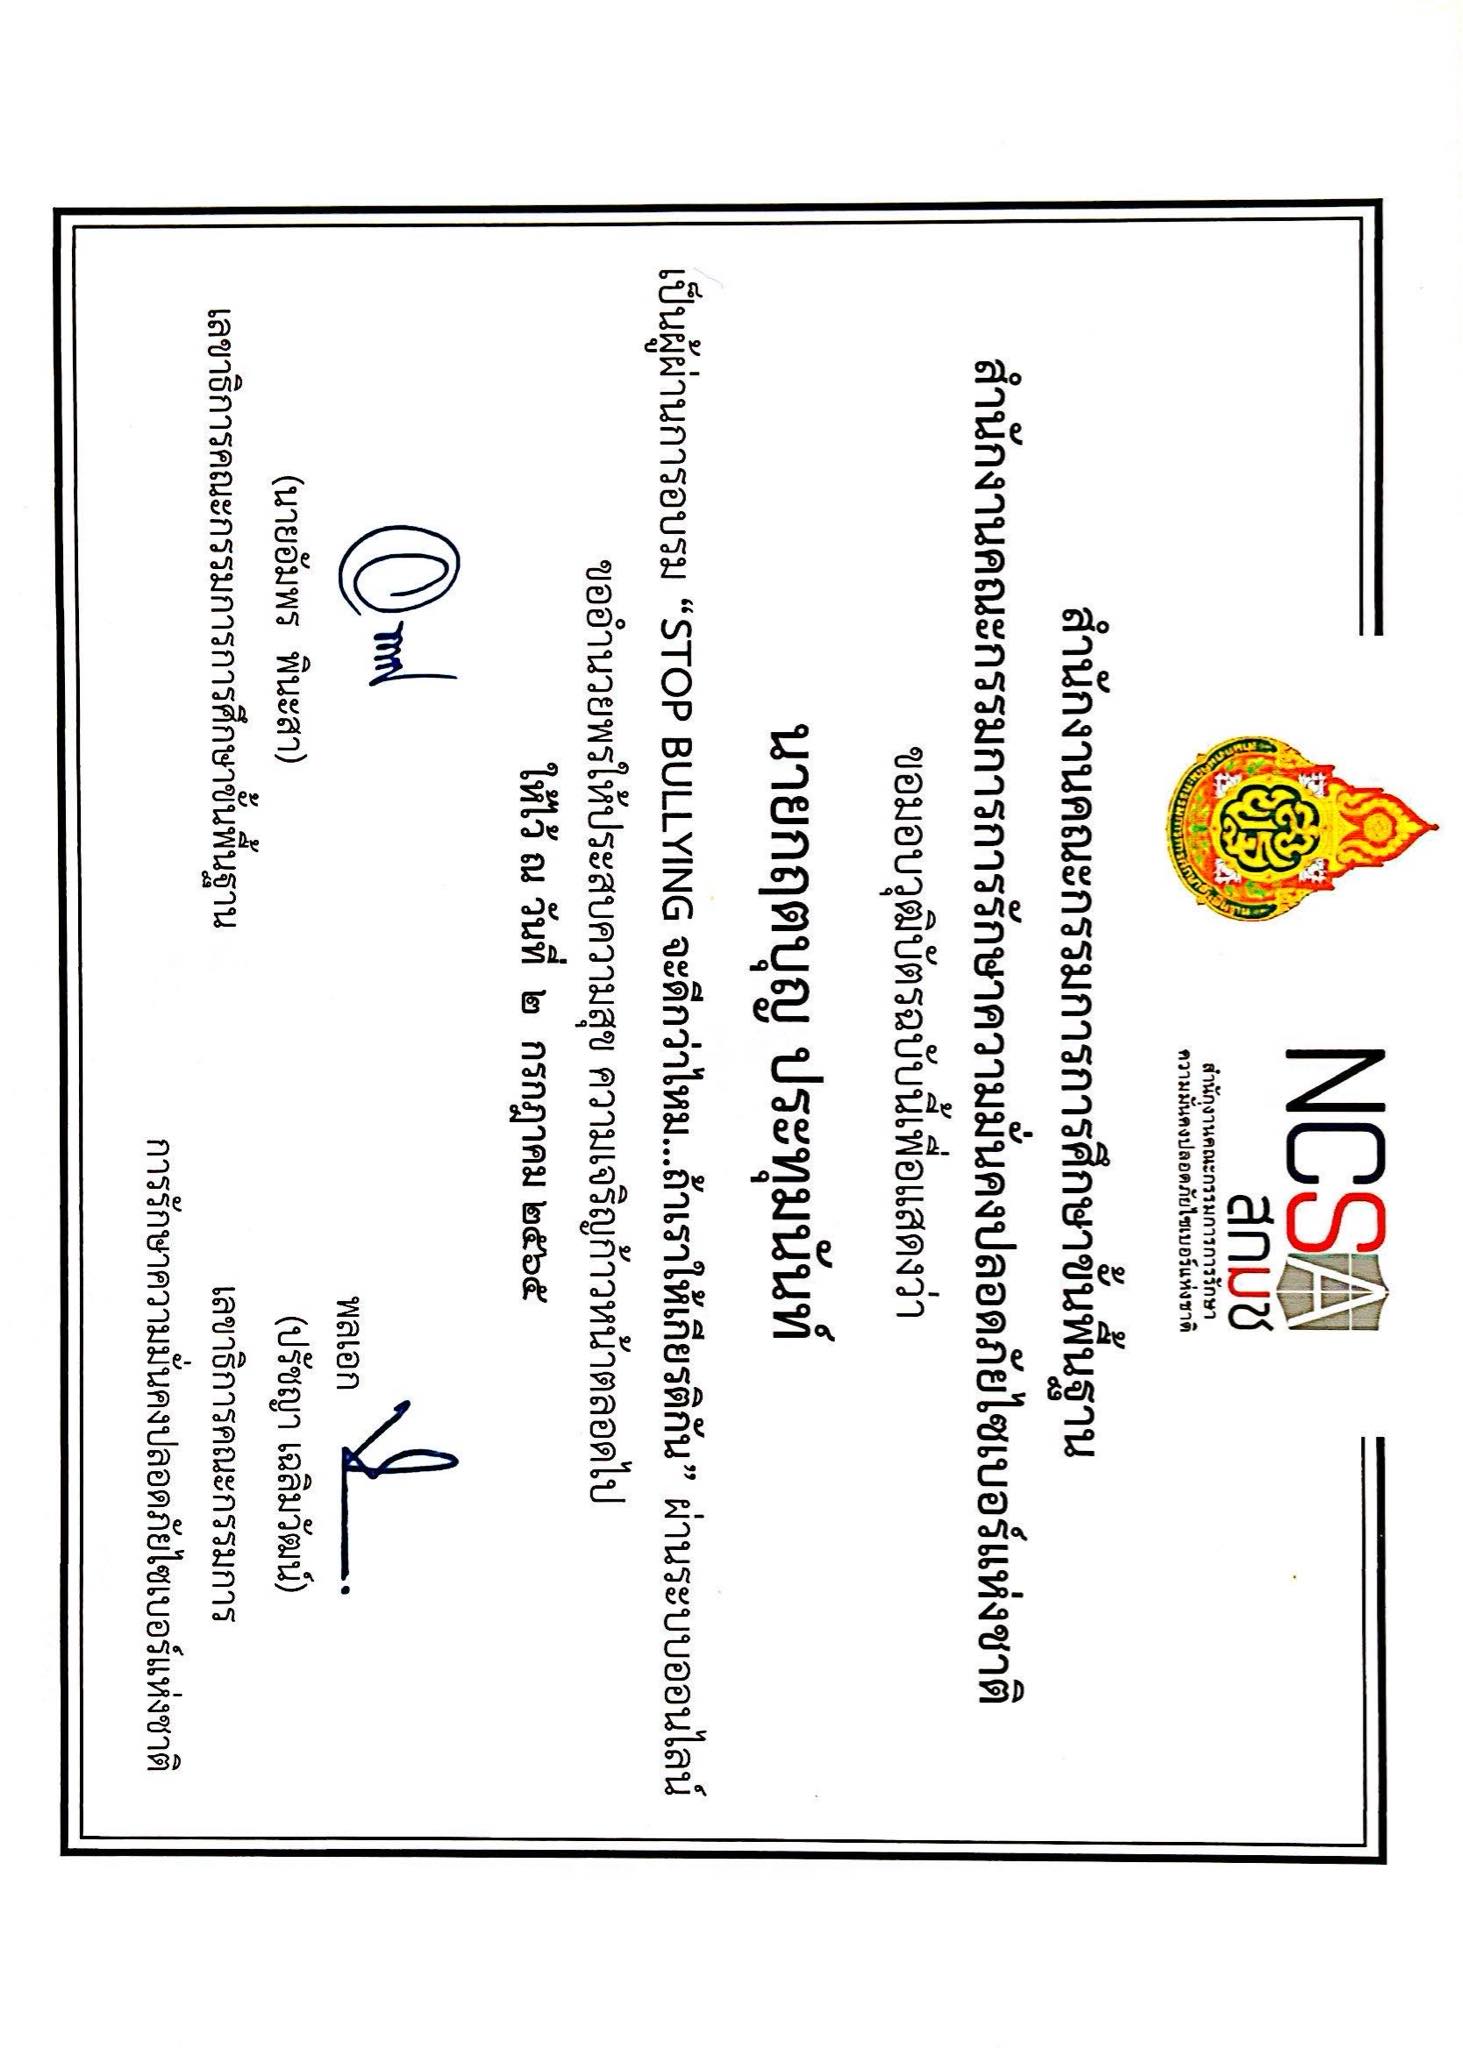 NCSA
สกมช
สำนักงานคณะกรรมการการรักษา
ความมั่นคงปลอดภัยไซเบอร์แห่งชาติ
สำนักงานคณะกรรมการการศึกษาขั้นพื้นฐาน
สำนักงานคณะกรรมการการรักษาความมั่นคงปลอดภัยไซเบอร์แห่งชาติ
ขอมอบวุฒิบัตรฉบับนี้เพื่อแสดงว่า
นายกฤตบุญ ประทุมนันท์
เป็นผู้ผ่านการอบรม “STOP BULLYING จะดีกว่าไหม...ถ้าเราให้เกียรติกัน” ผ่านระบบออนไลน์
ขออำนวยพรให้ประสบความสุข ความเจริญก้าวหน้าตลอดไป
ให้ไว้ ณ วันที่ ๒ กรกฎาคม ๒๕๖๕
(นายอัมพร พินะสา)
เลขาธิการคณะกรรมการการศึกษาขั้นพื้นฐาน
พลเอก
(ปรัชญา เฉลิมวัฒน์)
เลขาธิการคณะกรรมการ
การรักษาความมั่นคงปลอดภัยไซเบอร์แห่งชาติ